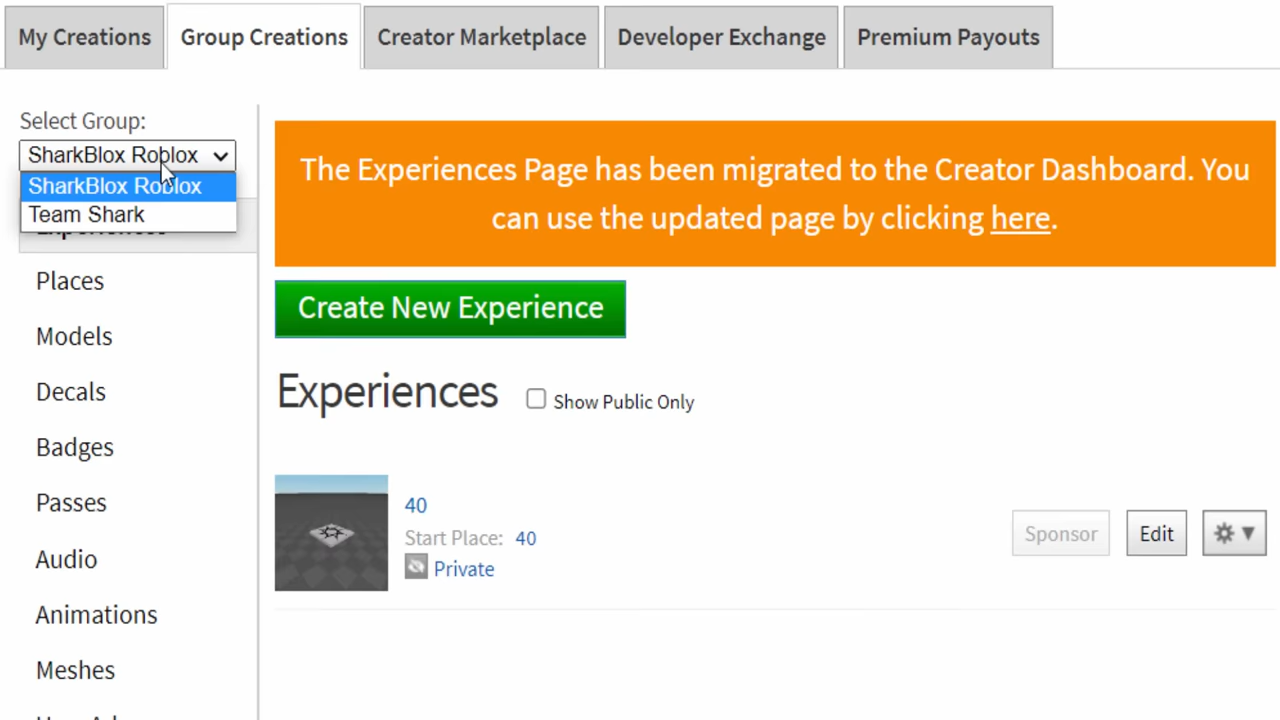 My Creations
Group Creations
Creator Marketplace
Developer Exchange
Premium Payouts
Select Group:
SharkBlox Roblox
SharkBlox Roblox
Team Shark
Experiences
Places
Models
Decals
Badges
Passes
Audio
Animations
Meshes
The Experiences Page has been migrated to the Creator Dashboard. You
can use the updated page by clicking here.
Create New Experience
Experiences
Show Public Only
40
Start Place: 40
Private
Sponsor
Edit